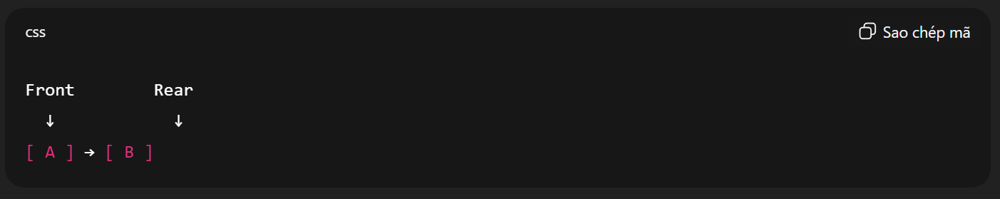 css
Sao chép mã
Front        Rear
  ↓             ↓
[ A ] → [ B ]